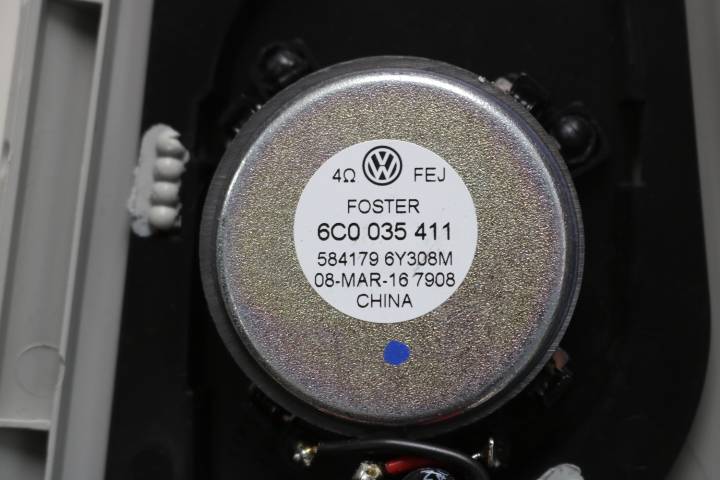 4Ω VW FEJ
FOSTER
6C0 035 411
584179 6Y308M
08-MAR-16 7908
CHINA